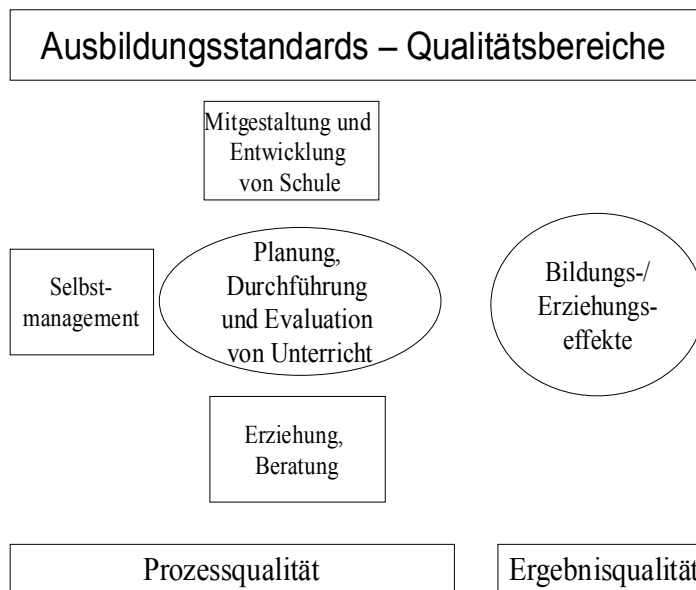 Ausbildungsstandards – Qualitätsbereiche
Mitgestaltung und
Entwicklung
von Schule
Selbst-
management
Planung,
Durchführung
und Evaluation
von Unterricht
Bildungs-/
Erziehungs-
effekte
Erziehung,
Beratung
Prozessqualität
Ergebnisqualität